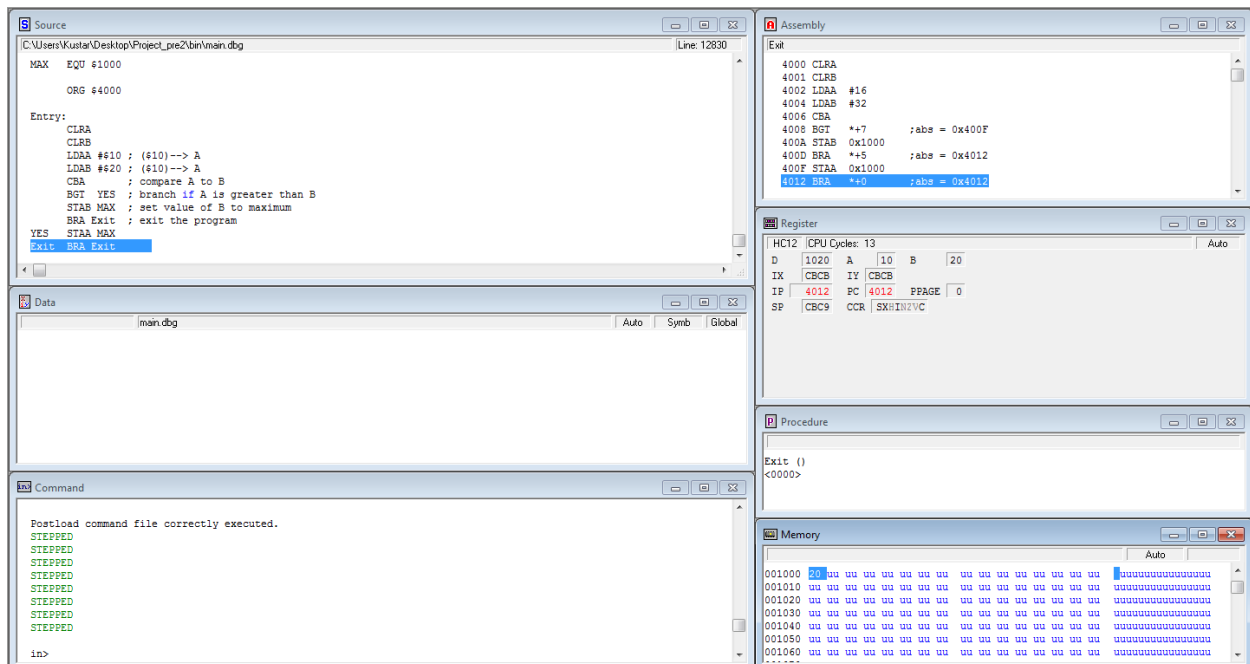 Source
C:\Users\Kustar\Desktop\Project_pre2\bin\main.dbg Line: 12830
MAX EQU $1000
ORG $4000
Entry:
CLRA
CLRB
LDAA #$10 ; ($10)--> A
LDAB #$20 ; ($10)--> A
CBA ; compare A to B
BGT YES ; branch if A is greater than B
STAB MAX ; set value of B to maximum
BRA Exit ; exit the program
YES STAA MAX
Exit BRA Exit
Data
main.dbg Auto Symb Global
Command
Postload command file correctly executed.
STEPPED
STEPPED
STEPPED
STEPPED
STEPPED
STEPPED
STEPPED
STEPPED
in>
Assembly
Exit
4000 CLRA
4001 CLRB
4002 LDAA #16
4004 LDAB #32
4006 CBA
4008 BGT *+7 ;abs = 0x400F
400A STAB 0x1000
400D BRA *+5 ;abs = 0x4012
400F STAA 0x1000
4012 BRA *+0 ;abs = 0x4012
Register
HC12 CPU Cycles: 13 Auto
D 1020 A 10 B 20
IX CBCB IY CBCB
IP 4012 PC 4012 PPAGE 0
SP CBC9 CCR SXHINZVC
Procedure
Exit ()
<0000>
Memory
Auto
001000 20 uu uu uu uu uu uu uu uu uu uu uu uu uu uu uu uuuuuuuuuuuuuuu
001010 uu uu uu uu uu uu uu uu uu uu uu uu uu uu uu uu uuuuuuuuuuuuuuuu
001020 uu uu uu uu uu uu uu uu uu uu uu uu uu uu uu uu uuuuuuuuuuuuuuuu
001030 uu uu uu uu uu uu uu uu uu uu uu uu uu uu uu uu uuuuuuuuuuuuuuuu
001040 uu uu uu uu uu uu uu uu uu uu uu uu uu uu uu uu uuuuuuuuuuuuuuuu
001050 uu uu uu uu uu uu uu uu uu uu uu uu uu uu uu uu uuuuuuuuuuuuuuuu
001060 uu uu uu uu uu uu uu uu uu uu uu uu uu uu uu uu uuuuuuuuuuuuuuuu